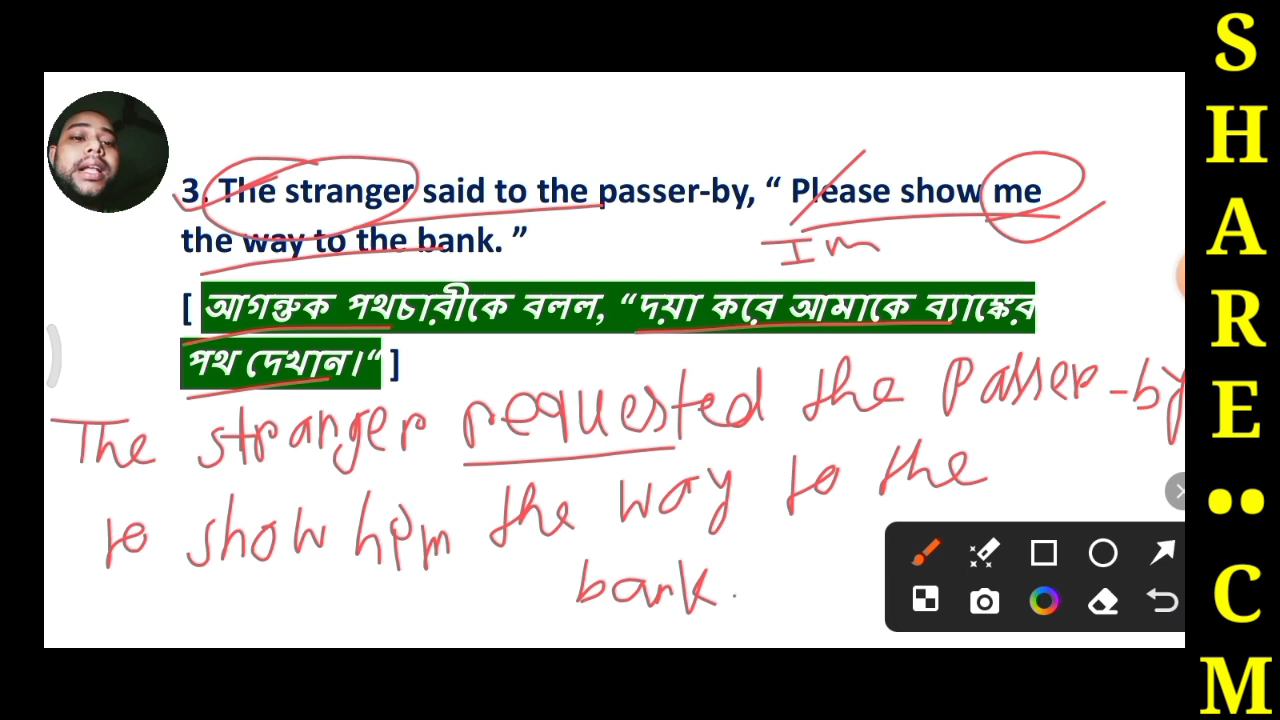 3. The stranger said to the passer-by, “ Please show me
the way to the bank. ”
Im
[ আগন্তুক পথচারীকে বলল, “দয়া করে আমাকে ব্যাঙ্কের
পথ দেখান।“ ]
The stranger requested the passer-by
to show him the way to the
bank.
SHARE••CM